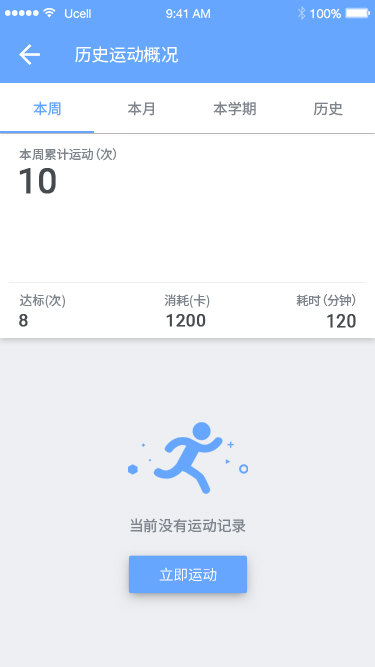 Ucell 9:41 AM 100%
历史运动概况
本周 本月 本学期 历史
本周累计运动(次)
10
达标(次) 消耗(卡) 耗时(分钟)
8 1200 120
当前没有运动记录
立即运动